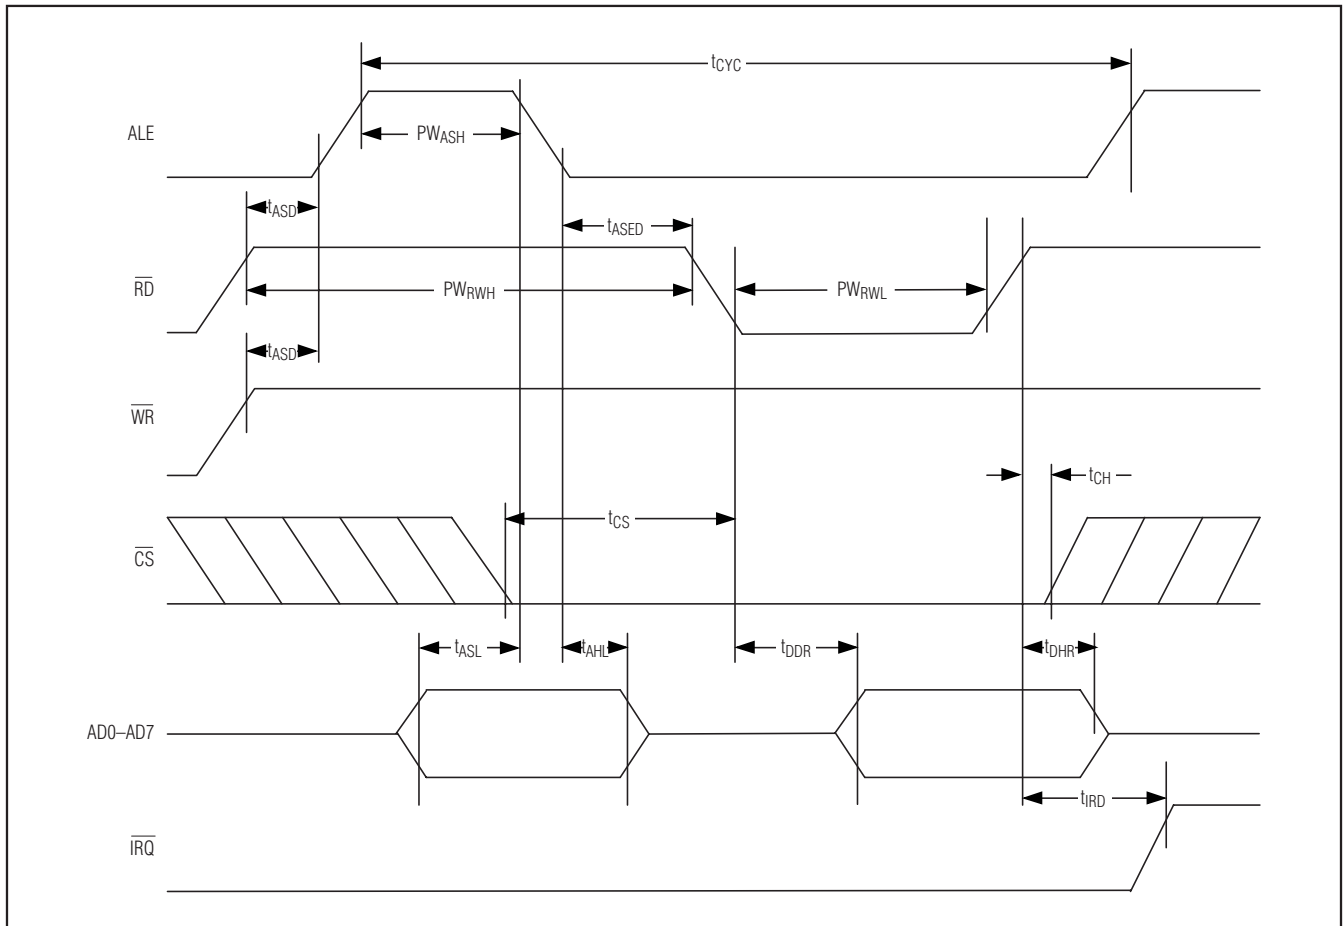 tCYC
ALE
PWASH
tASD
tASED
RD
PWRWH
PWRWL
tASD
WR
tCH
tCS
CS
tASL
tAHL
tDDR
tDHR
AD0–AD7
tIRD
IRQ